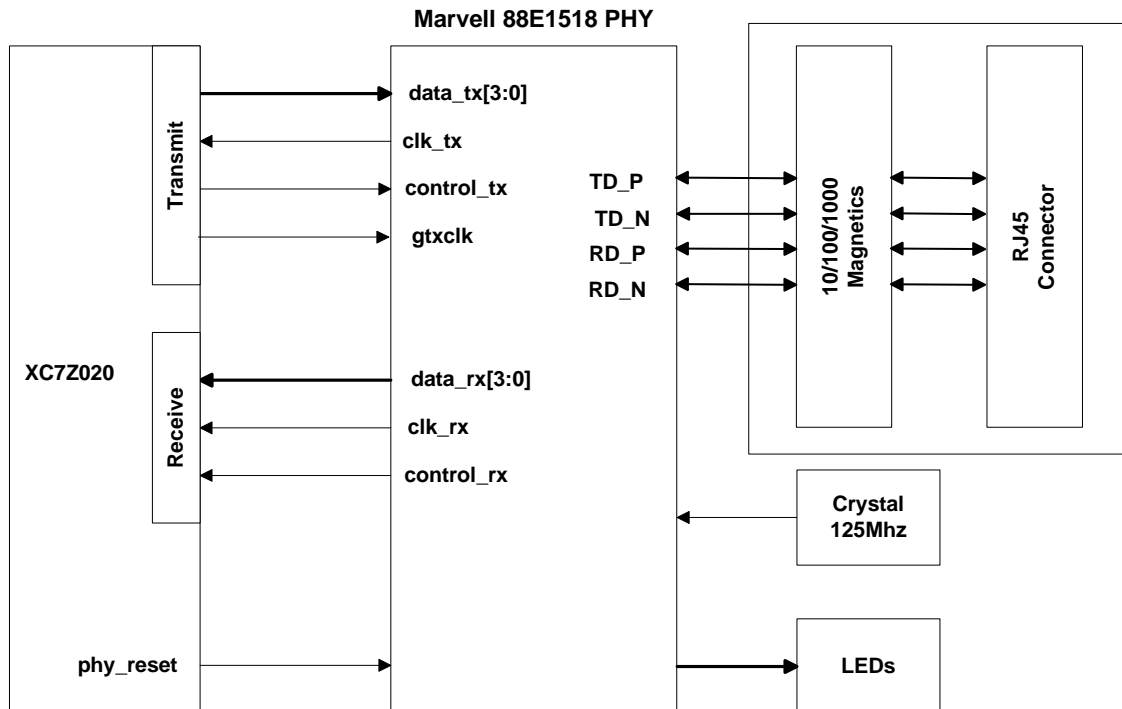 Marvell 88E1518 PHY
XC7Z020
Transmit
data_tx[3:0]
clk_tx
control_tx
gtxclk
Receive
data_rx[3:0]
clk_rx
control_rx
phy_reset
TD_P
TD_N
RD_P
RD_N
10/100/1000
Magnetics
RJ45
Connector
Crystal
125Mhz
LEDs